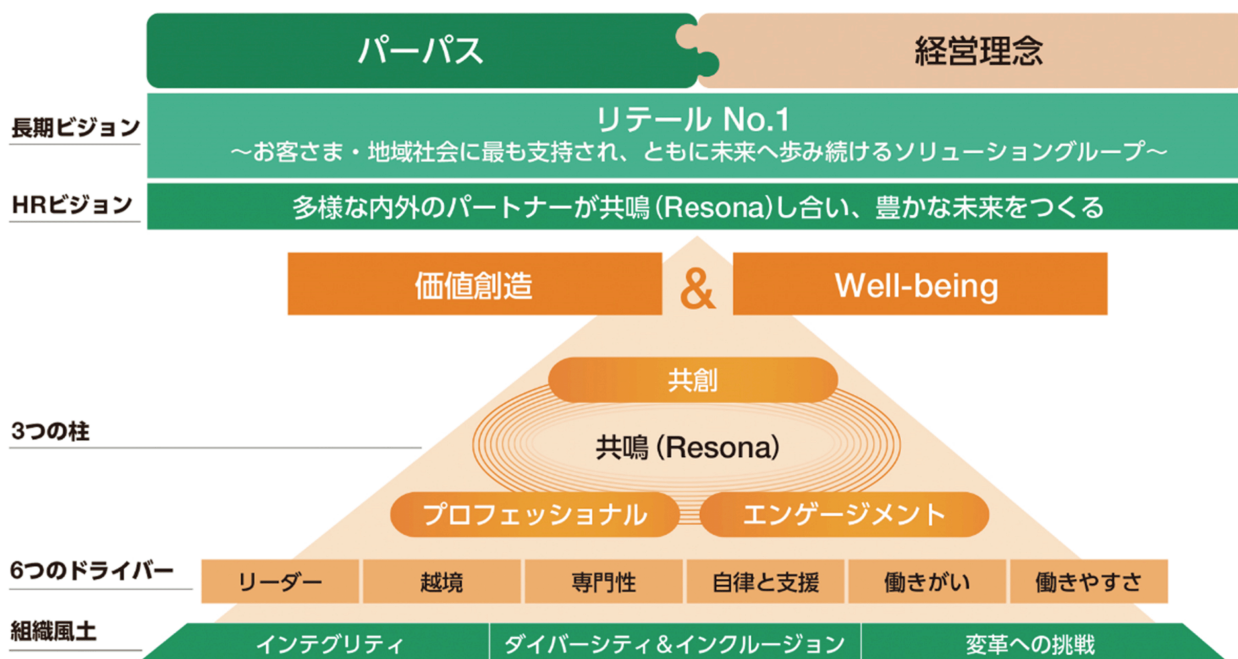 パーパス
経営理念
長期ビジョン
リテール No.1
～お客さま・地域社会に最も支持され、ともに未来へ歩み続けるソリューショングループ～
HRビジョン
多様な内外のパートナーが共鳴(Resona)し合い、豊かな未来をつくる
価値創造
&
Well-being
共創
3つの柱
共鳴(Resona)
プロフェッショナル
エンゲージメント
6つのドライバー
リーダー
越境
専門性
自律と支援
働きがい
働きやすさ
組織風土
インテグリティ
ダイバーシティ&インクルージョン
変革への挑戦